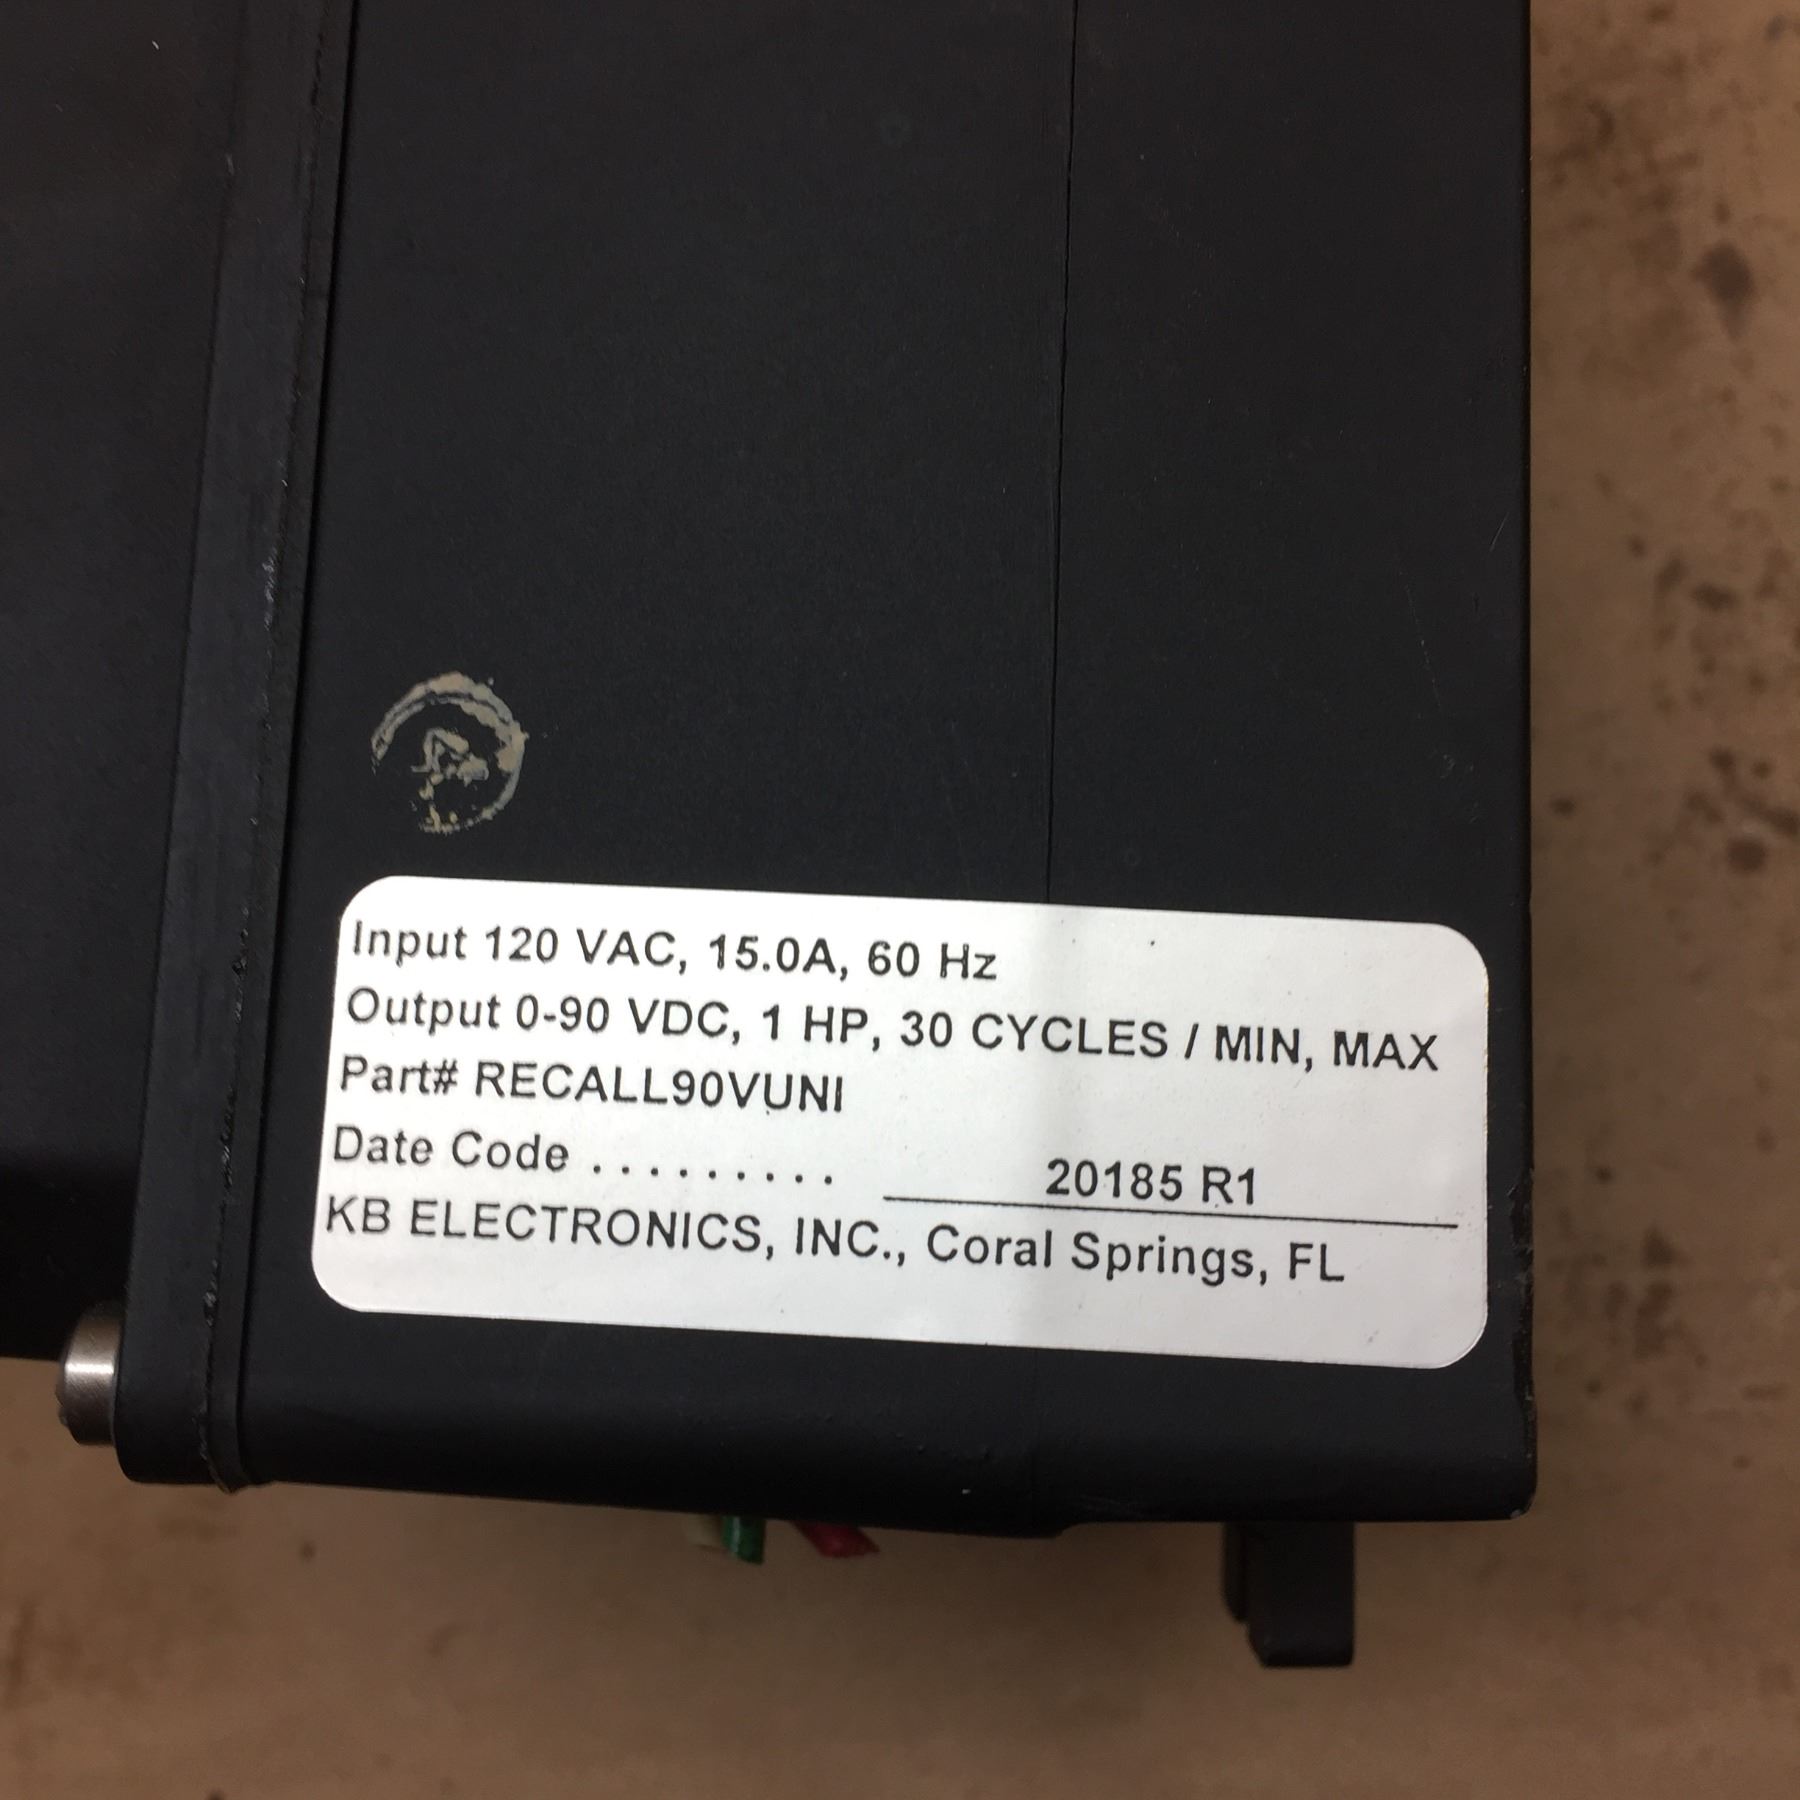 Input 120 VAC, 15.0A, 60 Hz
Output 0-90 VDC, 1 HP, 30 CYCLES / MIN, MAX
Part# RECALL90VUNI
Date Code ......... 20185 R1
KB ELECTRONICS, INC., Coral Springs, FL